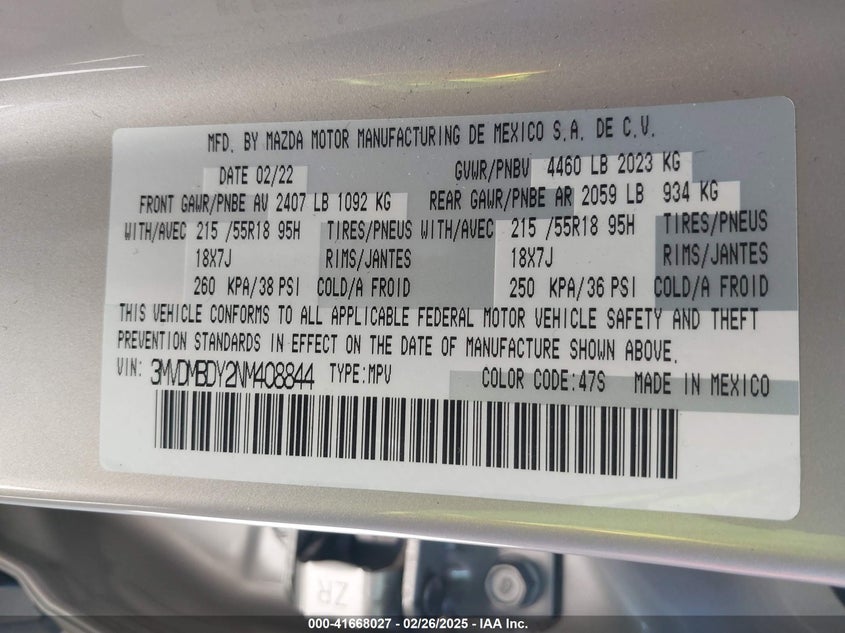 MFD. BY MAZDA MOTOR MANUFACTURING DE MEXICO S.A. DE C.V.
DATE 02/22 GVWR/PNBV 4460 LB 2023 KG
FRONT GAWR/PNBE AV 2407 LB 1092 KG REAR GAWR/PNBE AR 2059 LB 934 KG
WITH/AVEC 215 /55R18 95H TIRES/PNEUS WITH/AVEC 215 /55R18 95H TIRES/PNEUS
18X7J RIMS/JANTES 18X7J RIMS/JANTES
260 KPA/38 PSI COLD/A FROID 250 KPA/36 PSI COLD/A FROID
THIS VEHICLE CONFORMS TO ALL APPLICABLE FEDERAL MOTOR VEHICLE SAFETY AND THEFT
PREVENTION STANDARDS IN EFFECT ON THE DATE OF MANUFACTURE SHOWN ABOVE.
VIN: 3MVDMBDY2NM408844 TYPE:MPV COLOR CODE:47S MADE IN MEXICO
ZR
000-41668027 - 02/26/2025 - IAA Inc.